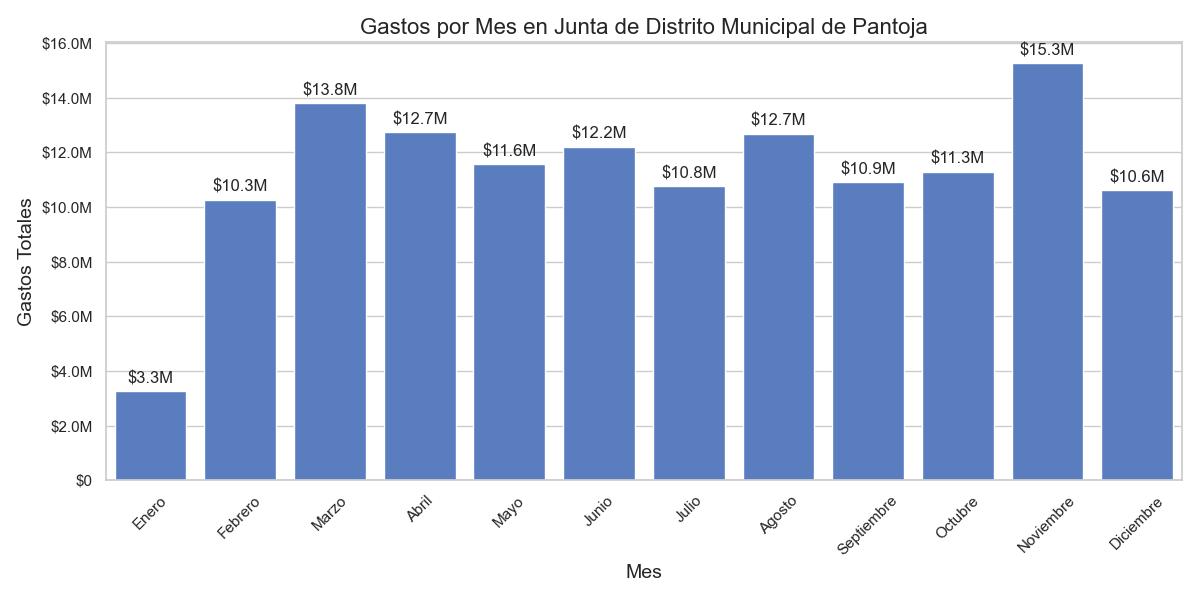 Gastos por Mes en Junta de Distrito Municipal de Pantoja
Gastos Totales
$16.0M
$14.0M
$12.0M
$10.0M
$8.0M
$6.0M
$4.0M
$2.0M
$0
$3.3M
$10.3M
$13.8M
$12.7M
$11.6M
$12.2M
$10.8M
$12.7M
$10.9M
$11.3M
$15.3M
$10.6M
Enero
Febrero
Marzo
Abril
Mayo
Junio
Julio
Agosto
Septiembre
Octubre
Noviembre
Diciembre
Mes